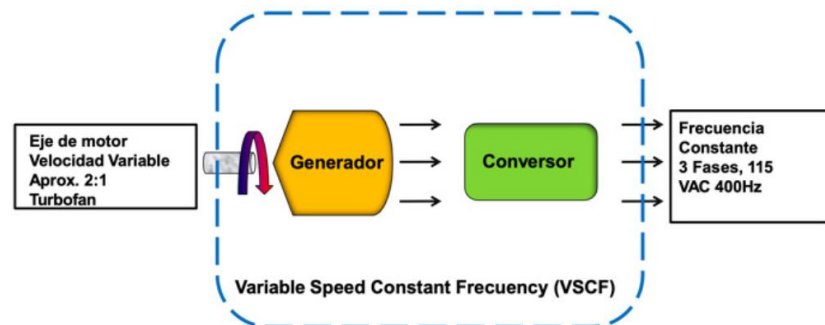 Eje de motor
Velocidad Variable
Aprox. 2:1
Turbofan
Generador
Conversor
Frecuencia
Constante
3 Fases, 115
VAC 400Hz
Variable Speed Constant Frecuency (VSCF)